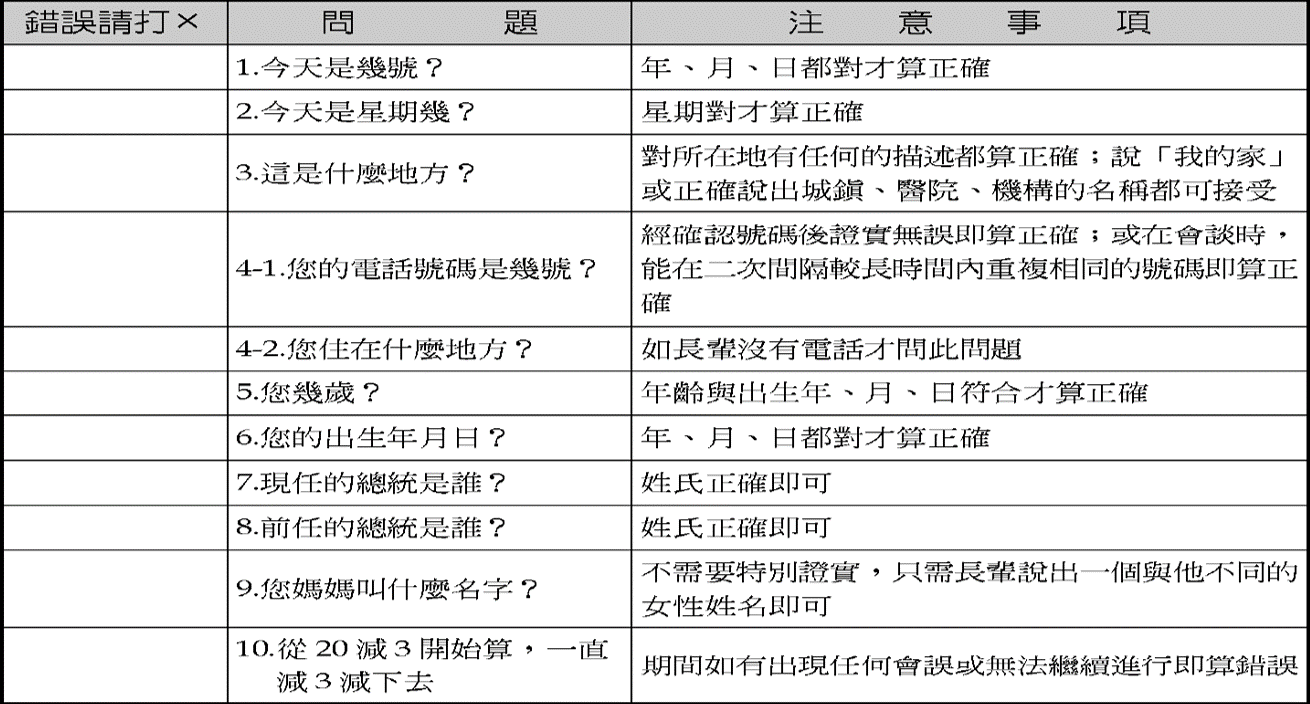 錯誤請打× 問題 注意事項
1.今天是幾號？ 年、月、日都對才算正確
2.今天是星期幾？ 星期對才算正確
3.這是什麼地方？ 對所在地有任何的描述都算正確；說「我的家」
或正確說出城鎮、醫院、機構的名稱都可接受
4-1.您的電話號碼是幾號？ 經確認號碼後證實無誤即算正確；或在會談時，
能在二次間隔較長時間內重複相同的號碼即算正
確
4-2.您住在什麼地方？ 如長輩沒有電話才問此問題
5.您幾歲？ 年齡與出生年、月、日符合才算正確
6.您的出生年月日？ 年、月、日都對才算正確
7.現任的總統是誰？ 姓氏正確即可
8.前任的總統是誰？ 姓氏正確即可
9.您媽媽叫什麼名字？ 不需要特別證實，只需長輩說出一個與他不同的
女性姓名即可
10.從 20 減 3 開始算，一直
減 3 減下去 期間如有出現任何會誤或無法繼續進行即算錯誤